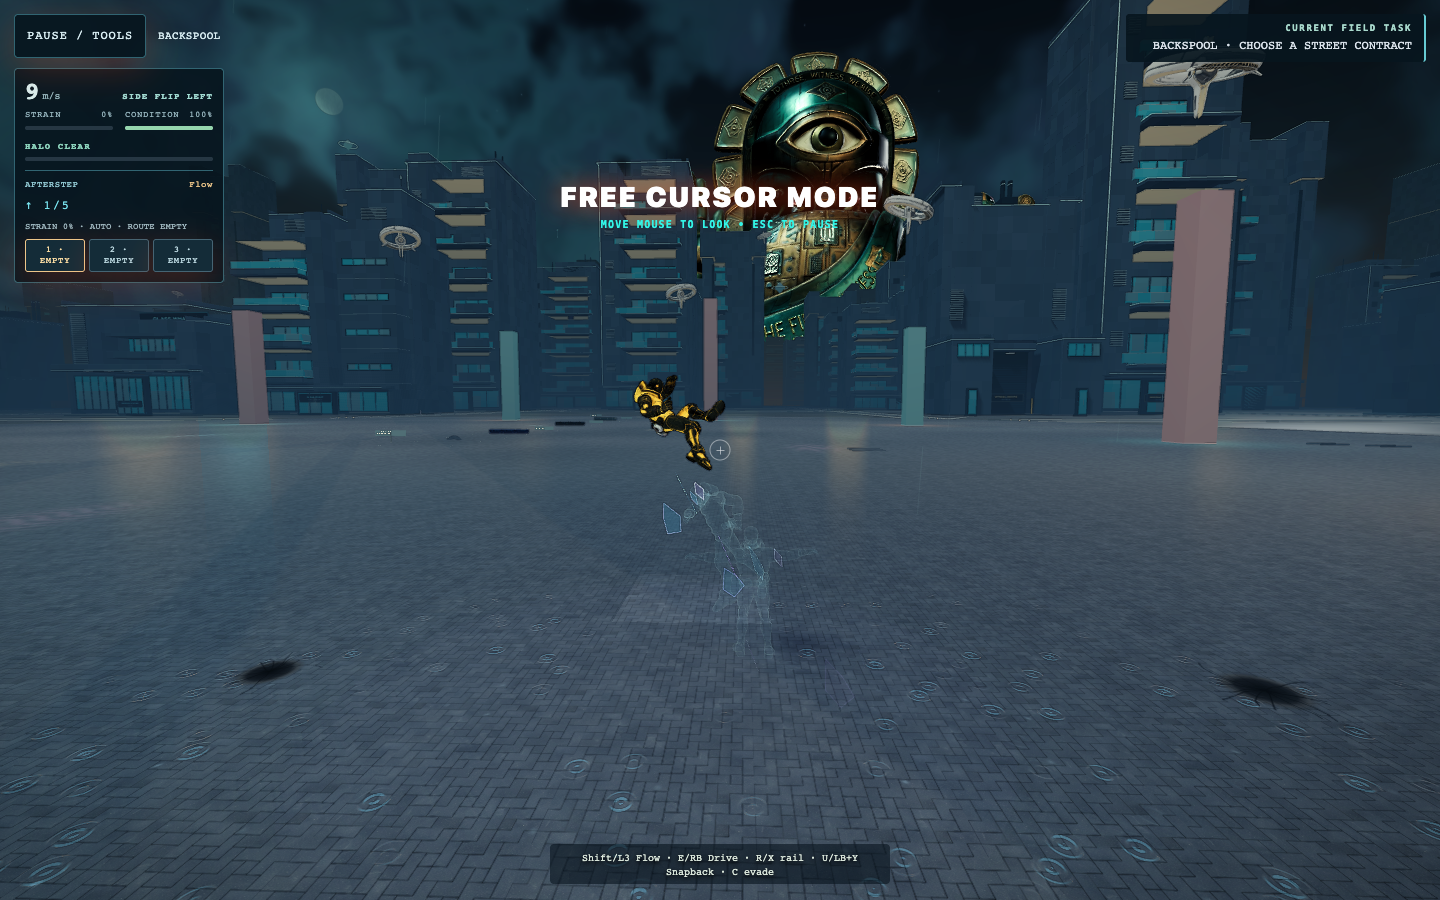 PAUSE / TOOLS
BACKSPOOL
9 m/s
SIDE FLIP LEFT
STRAIN 0%
CONDITION 100%
HALO CLEAR
AFTERSTEP Flow
↑ 1/5
STRAIN 0% · AUTO · ROUTE EMPTY
1 · EMPTY
2 · EMPTY
3 · EMPTY
CURRENT FIELD TASK
BACKSPOOL · CHOOSE A STREET CONTRACT
WITNESS
FREE CURSOR MODE
MOVE MOUSE TO LOOK · ESC TO PAUSE
Shift/L3 Flow · E/RB Drive · R/X rail · U/LB+Y
Snapback · C evade